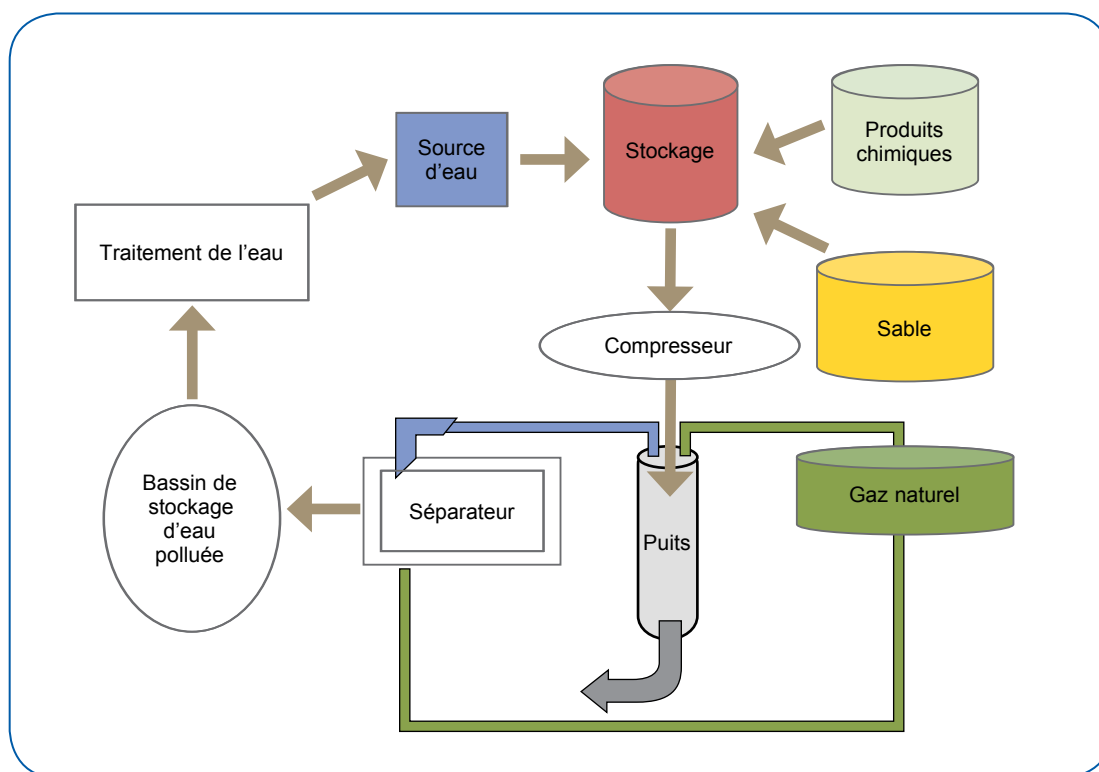 Source
d’eau
Stockage
Produits
chimiques
Traitement de l’eau
Sable
Compresseur
Bassin de
stockage
d’eau
polluée
Séparateur
Puits
Gaz naturel